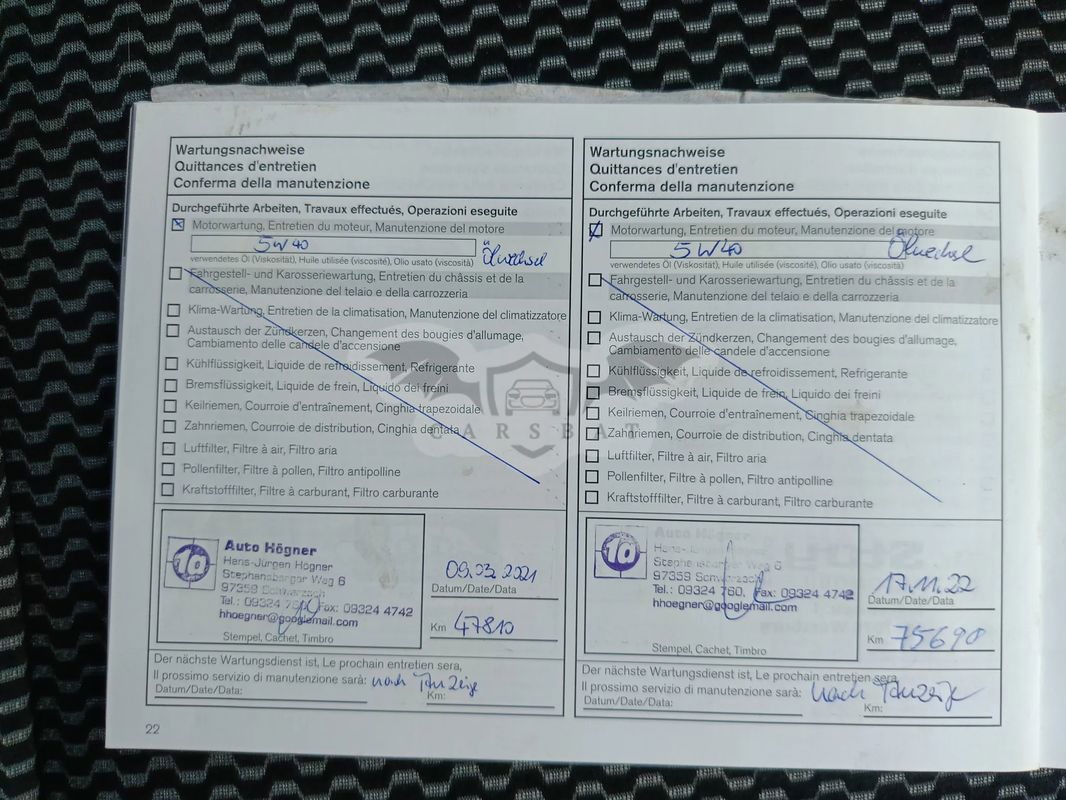 Wartungsnachweise
Quittances d'entretien
Conferma della manutenzione
Durchgeführte Arbeiten, Travaux effectués, Operazioni eseguite
Motorwartung, Entretien du moteur, Manutenzione del motore
5W40
Ölwechsel
verwendetes Öl (Viskosität), Huile utilisée (viscosité), Olio usato (viscosità)
Fahrgestell- und Karosseriewartung, Entretien du châssis et de la
carrosserie, Manutenzione del telaio e della carrozzeria
Klima-Wartung, Entretien de la climatisation, Manutenzione del climatizzatore
Austausch der Zündkerzen, Changement des bougies d'allumage,
Cambiamento delle candele d'accensione
Kühlflüssigkeit, Liquide de refroidissement, Refrigerante
Bremsflüssigkeit, Liquide de frein, Liquido dei freini
Keilriemen, Courroie d'entraînement, Cinghia trapezoidale
Zahnriemen, Courroie de distribution, Cinghia dentata
Luftfilter, Filtre à air, Filtro aria
Pollenfilter, Filtre à pollen, Filtro antipolline
Kraftstofffilter, Filtre à carburant, Filtro carburante
10
Auto Högner
Hans-Jürgen Högner
Stephansberger Weg 6
97359 Schwarzach
Tel.: 09324 760, Fax: 09324 4742
hhoegner@googlemail.com
Stempel, Cachet, Timbro
09.03.2021
Datum/Date/Data
Km 47810
Der nächste Wartungsdienst ist, Le prochain entretien sera,
Il prossimo servizio di manutenzione sarà: nach Anzeige
Datum/Date/Data:
Km:
22
Wartungsnachweise
Quittances d'entretien
Conferma della manutenzione
Durchgeführte Arbeiten, Travaux effectués, Operazioni eseguite
Motorwartung, Entretien du moteur, Manutenzione del motore
5W40
Ölwechsel
verwendetes Öl (Viskosität), Huile utilisée (viscosité), Olio usato (viscosità)
Fahrgestell- und Karosseriewartung, Entretien du châssis et de la
carrosserie, Manutenzione del telaio e della carrozzeria
Klima-Wartung, Entretien de la climatisation, Manutenzione del climatizzatore
Austausch der Zündkerzen, Changement des bougies d'allumage,
Cambiamento delle candele d'accensione
Kühlflüssigkeit, Liquide de refroidissement, Refrigerante
Bremsflüssigkeit, Liquide de frein, Liquido dei freini
Keilriemen, Courroie d'entraînement, Cinghia trapezoidale
Zahnriemen, Courroie de distribution, Cinghia dentata
Luftfilter, Filtre à air, Filtro aria
Pollenfilter, Filtre à pollen, Filtro antipolline
Kraftstofffilter, Filtre à carburant, Filtro carburante
10
Auto Högner
Stephansberger Weg 6
97359 Schwarzach
Tel.: 09324 760, Fax: 09324 4742
hhoegner@googlemail.com
Stempel, Cachet, Timbro
17.11.22
Datum/Date/Data
Km 75690
Der nächste Wartungsdienst ist, Le prochain entretien sera,
Il prossimo servizio di manutenzione sarà: nach Anzeige
Datum/Date/Data:
Km:
CARSBAT